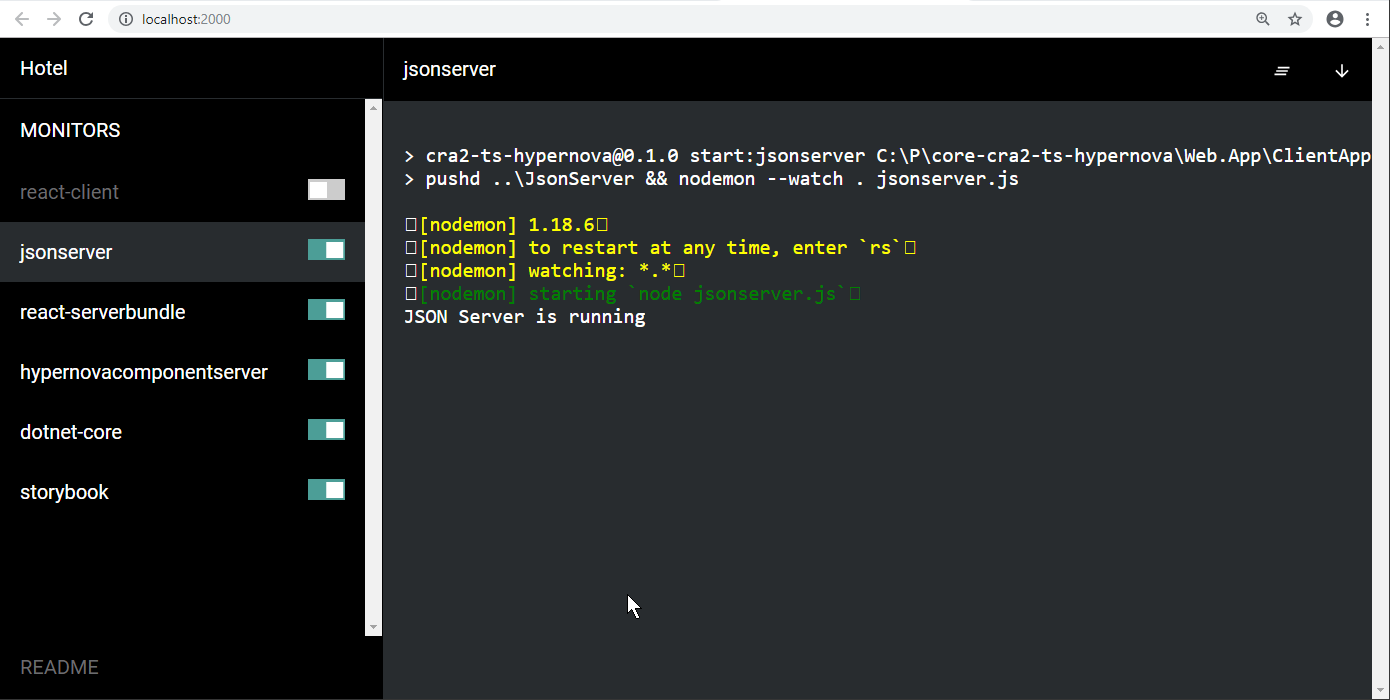 localhost:2000
Hotel
MONITORS
react-client
jsonserver
react-serverbundle
hypernovacomponentserver
dotnet-core
storybook
README
jsonserver
> cra2-ts-hypernova@0.1.0 start:jsonserver C:\P\core-cra2-ts-hypernova\Web.App\ClientApp
> pushd ..\JsonServer && nodemon --watch . jsonserver.js
[nodemon] 1.18.6
[nodemon] to restart at any time, enter `rs`
[nodemon] watching: *.*
[nodemon] starting `node jsonserver.js`
JSON Server is running